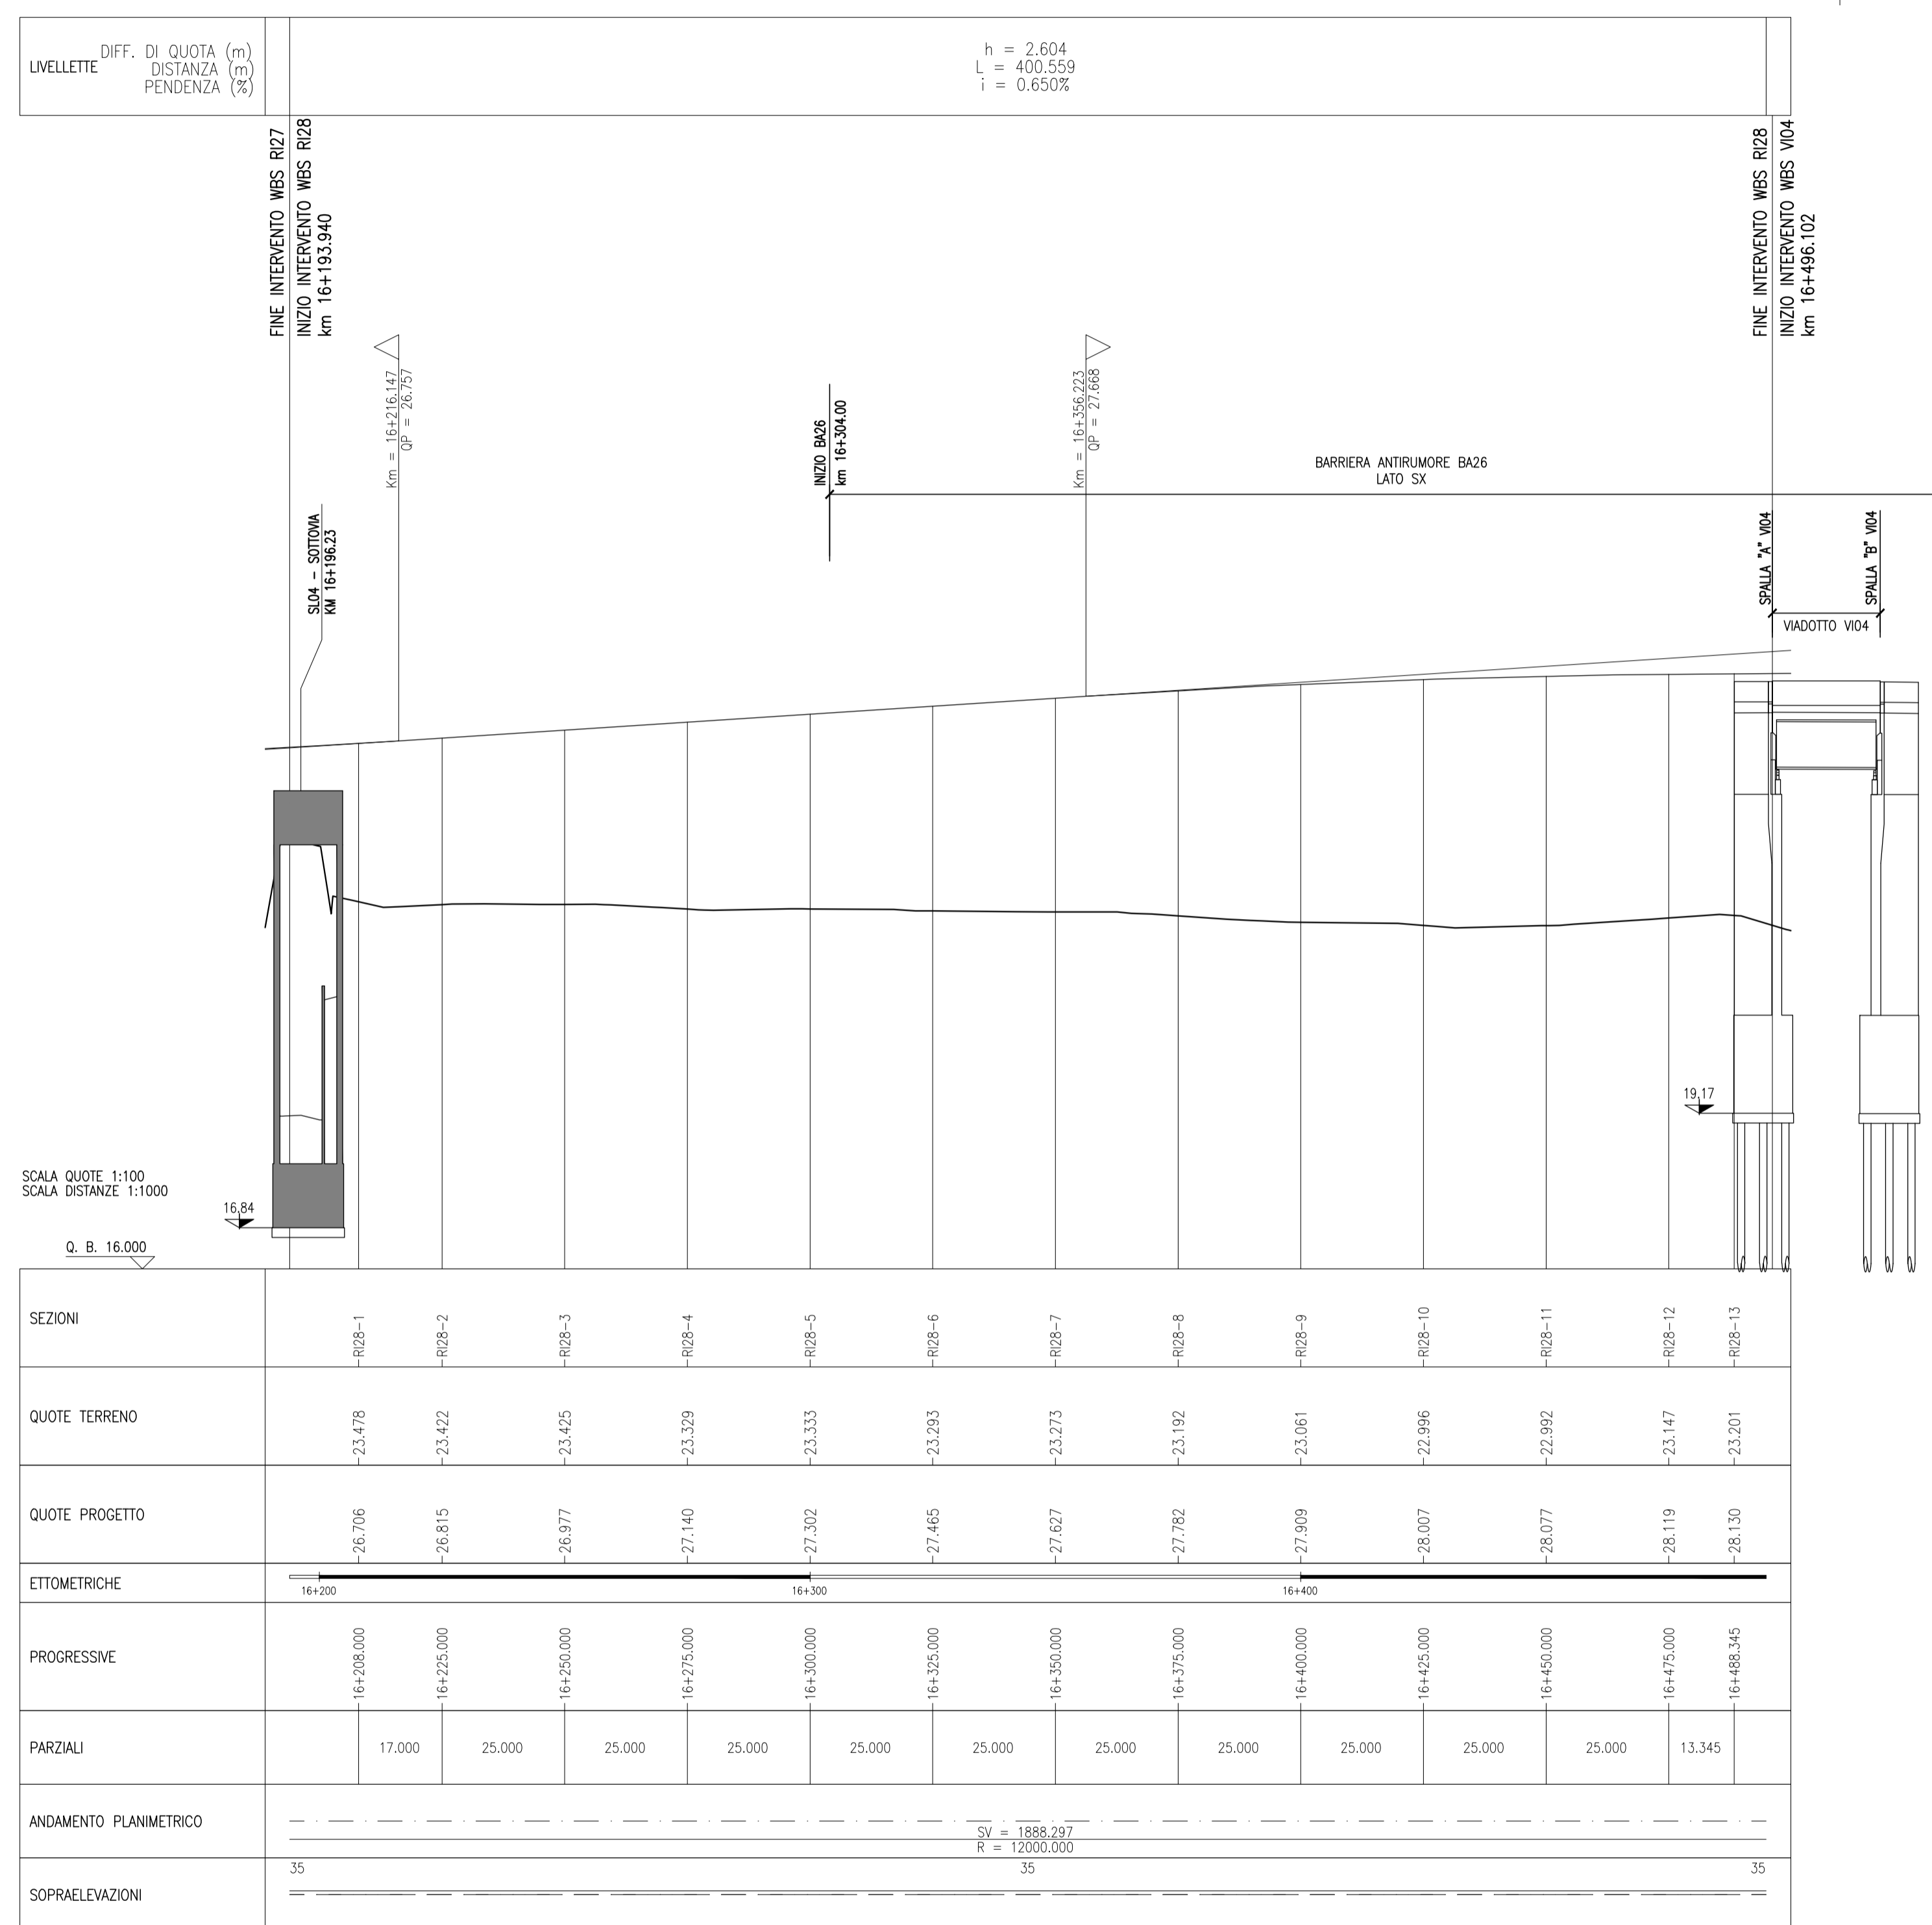 LIVELLETTE
DIFF. DI QUOTA (m)
DISTANZA (m)
PENDENZA (%)
h = 2.604
L = 400.559
i = 0.650%
FINE INTERVENTO WBS RI27
INIZIO INTERVENTO WBS RI28
km 16+193.940
FINE INTERVENTO WBS RI28
INIZIO INTERVENTO WBS VI04
km 16+496.102
Km = 16+216.147
QP = 26.757
INIZIO BA26
km 16+304.00
Km = 16+356.223
QP = 27.668
BARRIERA ANTIRUMORE BA26
LATO SX
SL04 - SOTTOVIA
KM 16+196.23
SPALLA "A" VI04
SPALLA "B" VI04
VIADOTTO VI04
19,17
SCALA QUOTE 1:100
SCALA DISTANZE 1:1000
16,84
Q. B. 16.000
SEZIONI
RI28-1
RI28-2
RI28-3
RI28-4
RI28-5
RI28-6
RI28-7
RI28-8
RI28-9
RI28-10
RI28-11
RI28-12
RI28-13
QUOTE TERRENO
23.478
23.422
23.425
23.329
23.333
23.293
23.273
23.192
23.061
22.996
22.992
23.147
23.201
QUOTE PROGETTO
26.706
26.815
26.977
27.140
27.302
27.465
27.627
27.782
27.909
28.007
28.077
28.119
28.130
ETTOMETRICHE
16+200
16+300
16+400
PROGRESSIVE
16+208.000
16+225.000
16+250.000
16+275.000
16+300.000
16+325.000
16+350.000
16+375.000
16+400.000
16+425.000
16+450.000
16+475.000
16+488.345
PARZIALI
17.000
25.000
25.000
25.000
25.000
25.000
25.000
25.000
25.000
25.000
25.000
13.345
ANDAMENTO PLANIMETRICO
SV = 1888.297
R = 12000.000
SOPRAELEVAZIONI
35
35
35